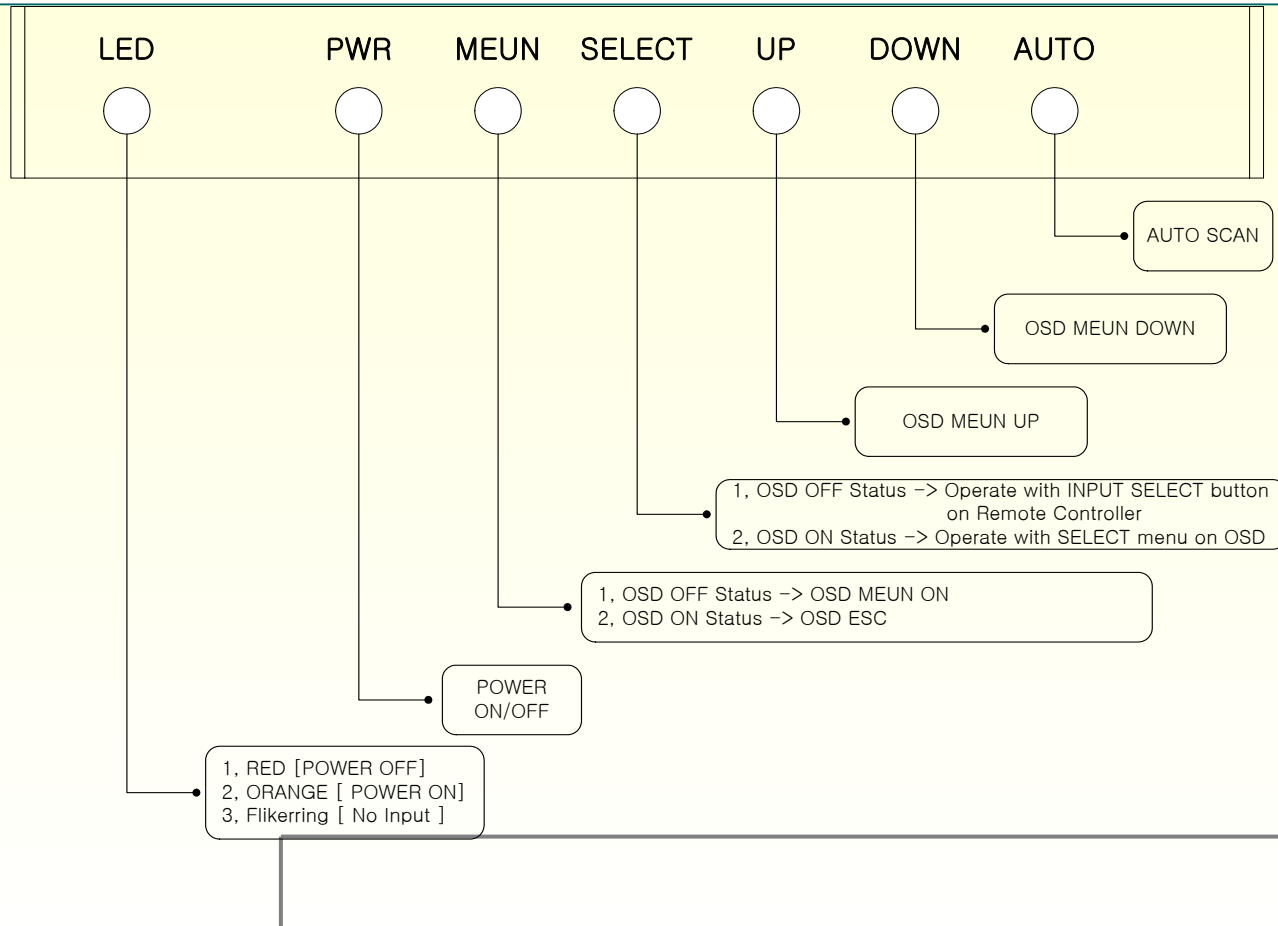 LED PWR MEUN SELECT UP DOWN AUTO
AUTO SCAN
OSD MEUN DOWN
OSD MEUN UP
1, OSD OFF Status -> Operate with INPUT SELECT button
on Remote Controller
2, OSD ON Status -> Operate with SELECT menu on OSD
1, OSD OFF Status -> OSD MEUN ON
2, OSD ON Status -> OSD ESC
POWER
ON/OFF
1, RED [POWER OFF]
2, ORANGE [ POWER ON]
3, Flikerring [ No Input ]